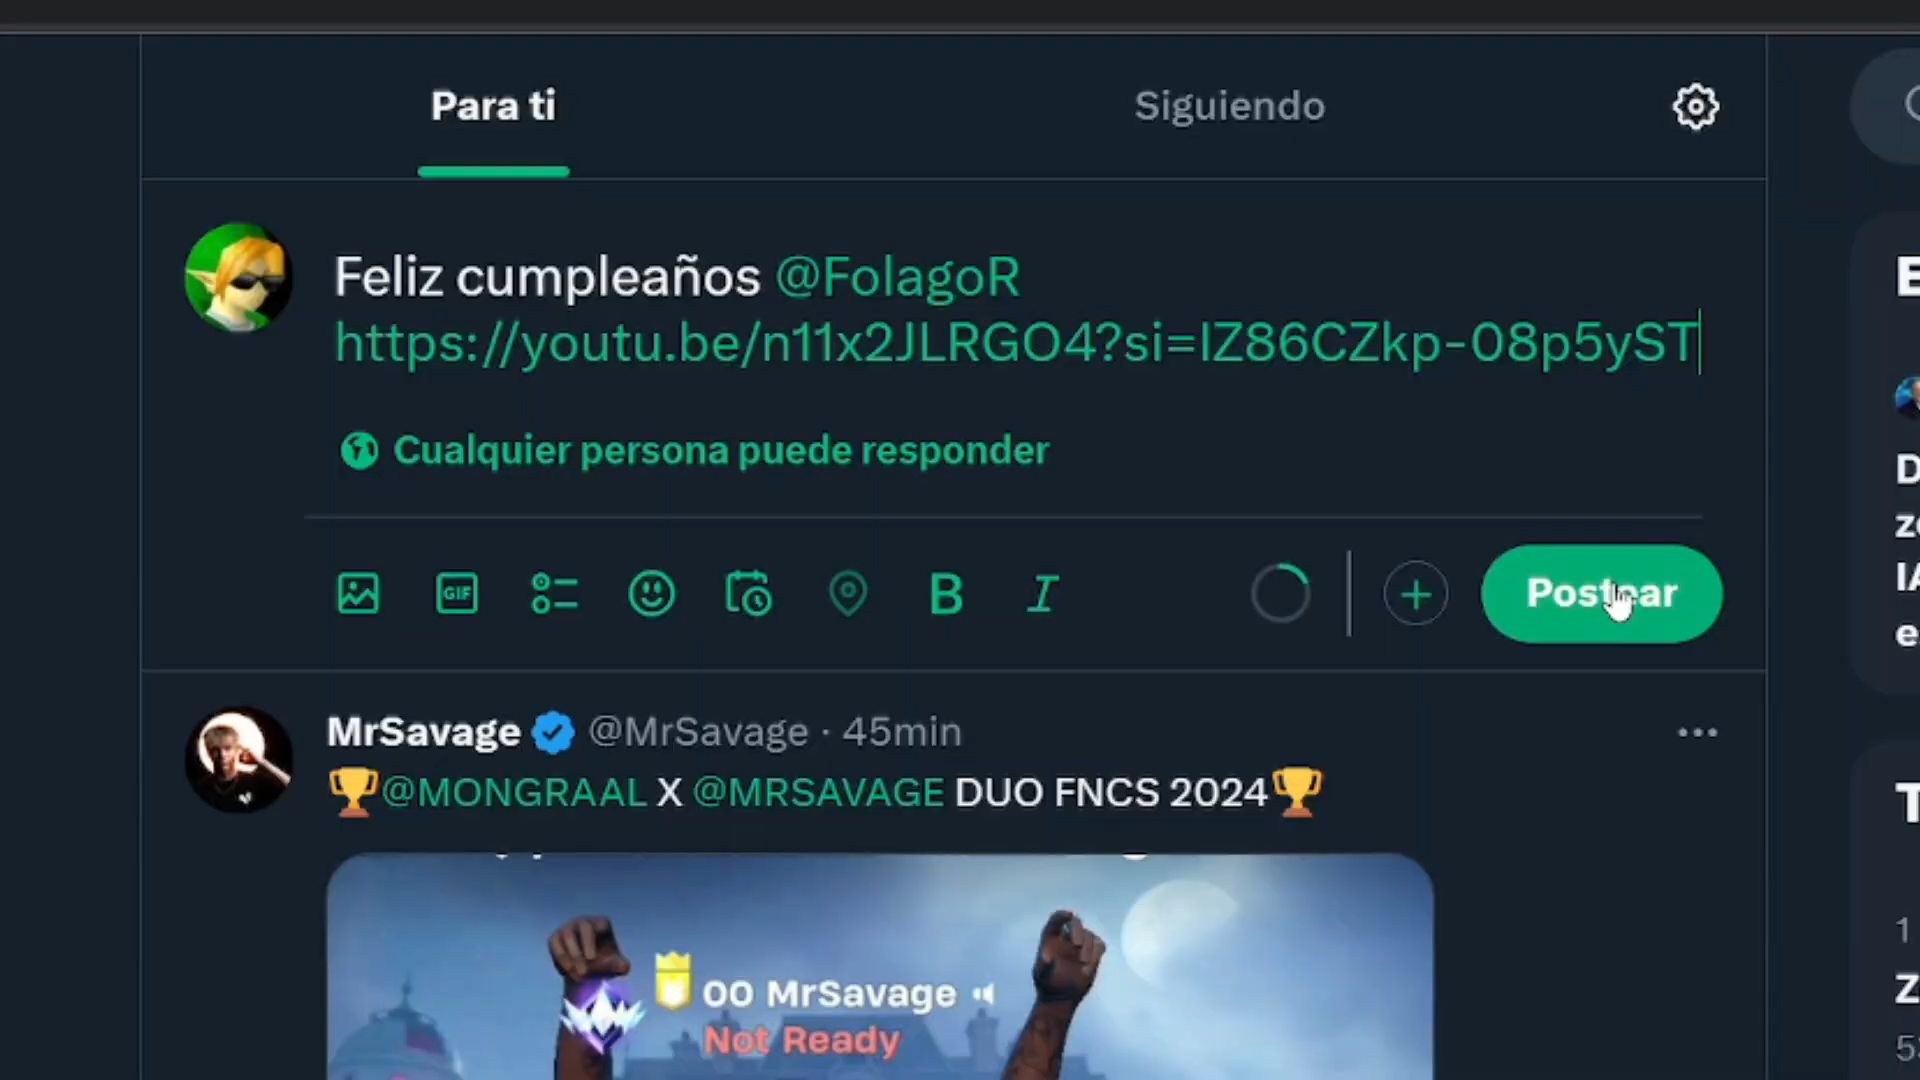 Para ti
Siguiendo
Feliz cumpleaños @FolagoR
https://youtu.be/n11x2JLRGO4?si=IZ86CZkp-08p5yST
Cualquier persona puede responder
GIF
B
I
Postear
MrSavage @MrSavage · 45min
🏆@MONGRAAL X @MRSAVAGE DUO FNCS 2024🏆
00 MrSavage
Not Ready